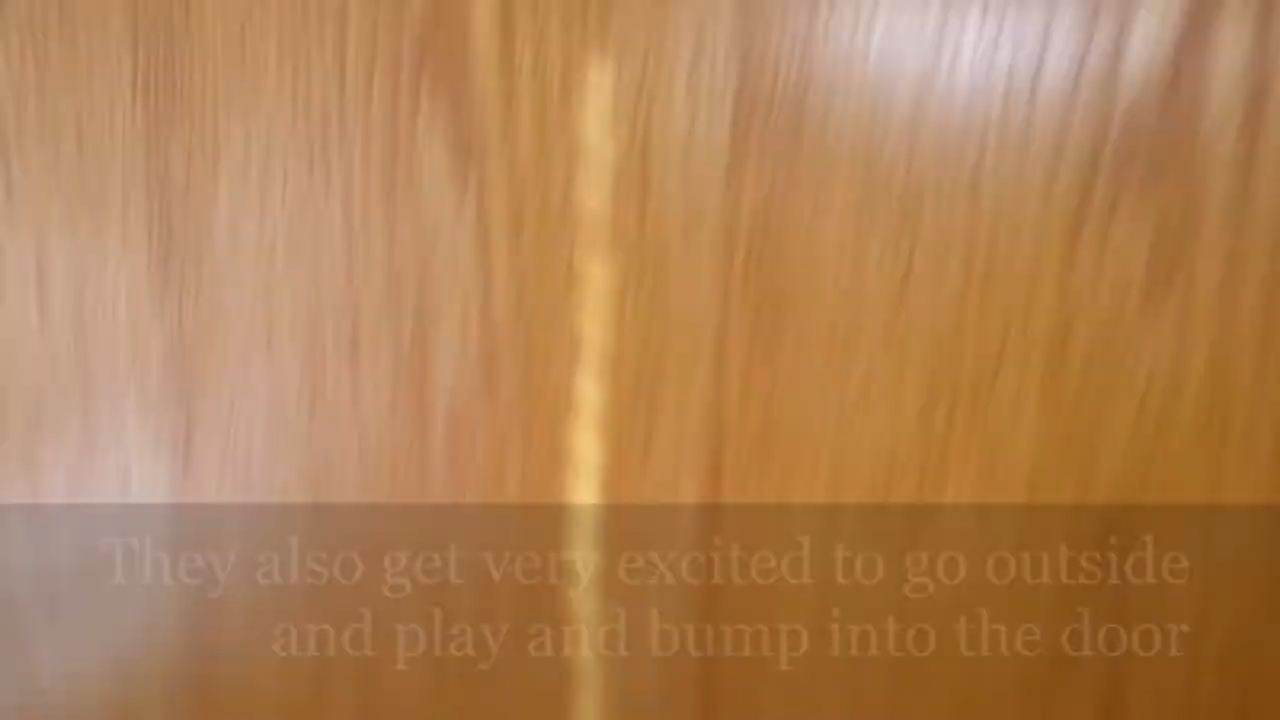 They also get very excited to go outside
and play and bump into the door